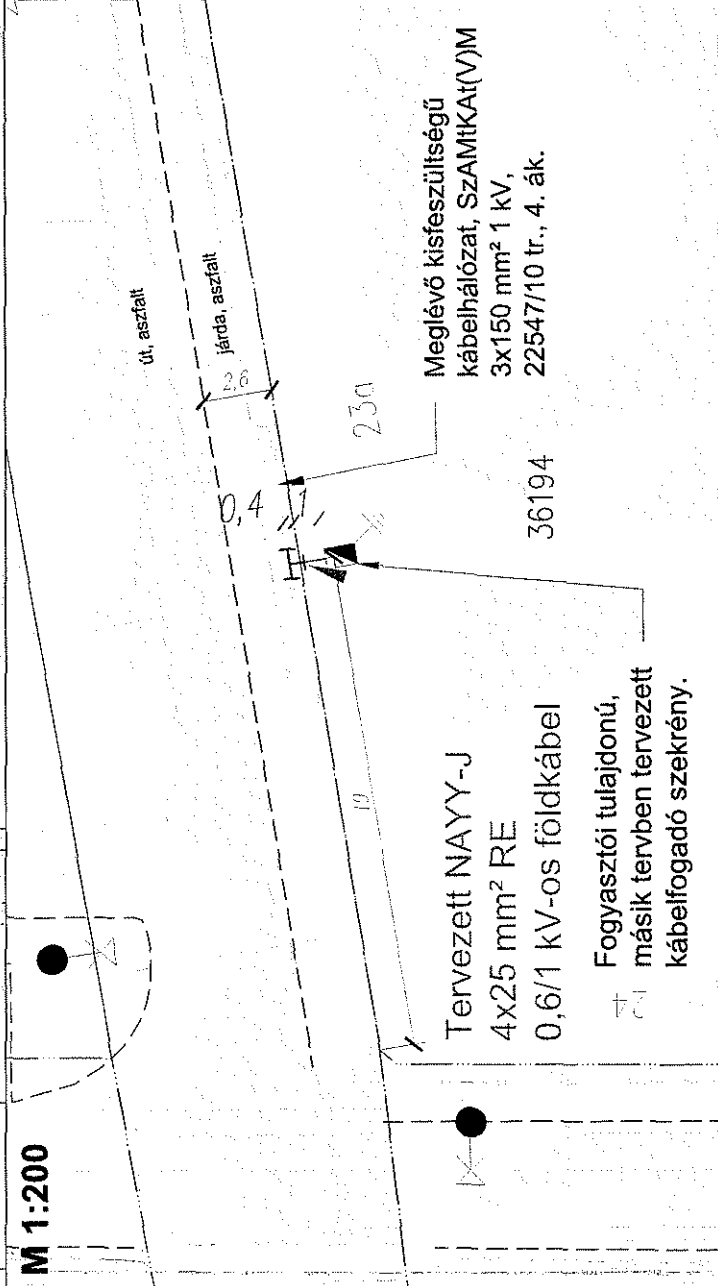 M 1:200
út, aszfalt
járda, aszfalt
2,6
0,4
1
23a
Meglévő kisfeszültségű
kábelhálózat, SzAMtKAt(V)M
3x150 mm² 1 kV,
22547/10 tr., 4. ák.
36194
Tervezett NAYY-J
4x25 mm² RE
0,6/1 kV-os földkábel
Fogyasztói tulajdonú,
másik tervben tervezett
kábelfogadó szekrény.